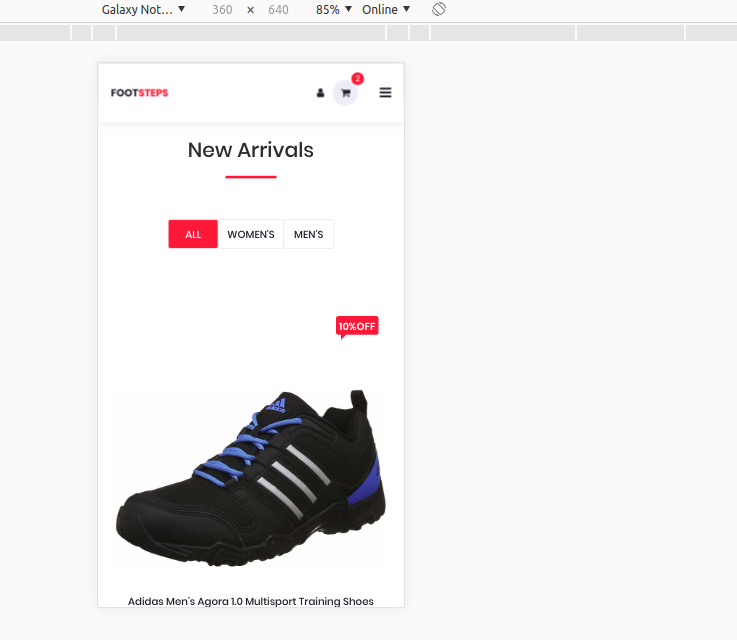 Galaxy Not... ▼ 360 × 640 85% ▼ Online ▼
FOOTSTEPS 2
New Arrivals
ALL WOMEN'S MEN'S
10%OFF
adidas
Adidas Men's Agora 1.0 Multisport Training Shoes